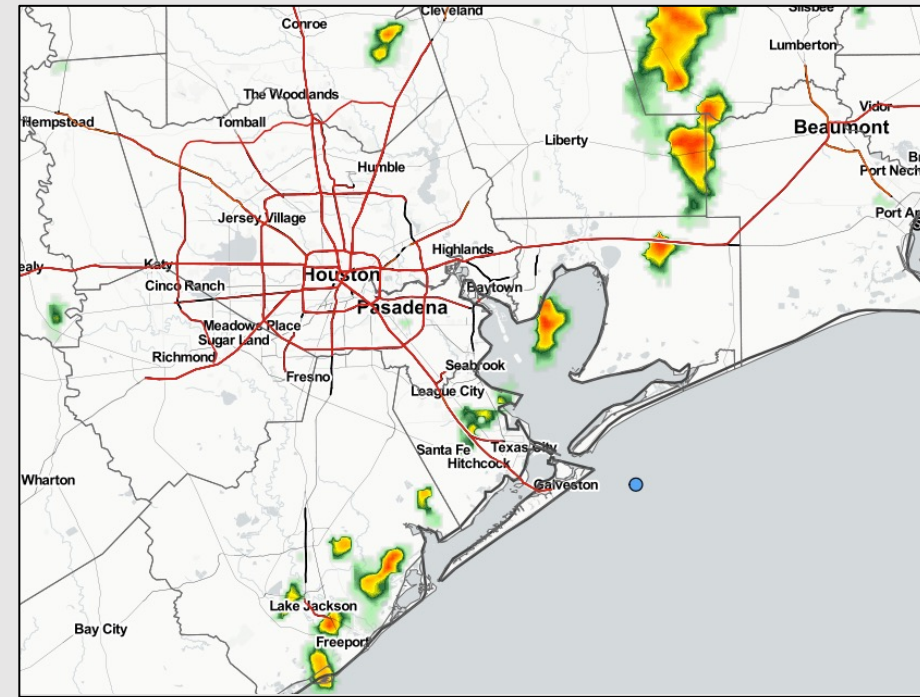 Conroe
Cleveland
Silsbee
Lumberton
The Woodlands
Hempstead
Tomball
Vidor
Beaumont
Liberty
Humble
Port Nech
Jersey Village
Port Ar
Highlands
ealy
Katy
Houston
Cinco Ranch
Baytown
Pasadena
Meadows Place
Sugar Land
Richmond
Seabrook
Fresno
League City
Santa Fe
Texas City
Hitchcock
Wharton
Galveston
Lake Jackson
Bay City
Freeport